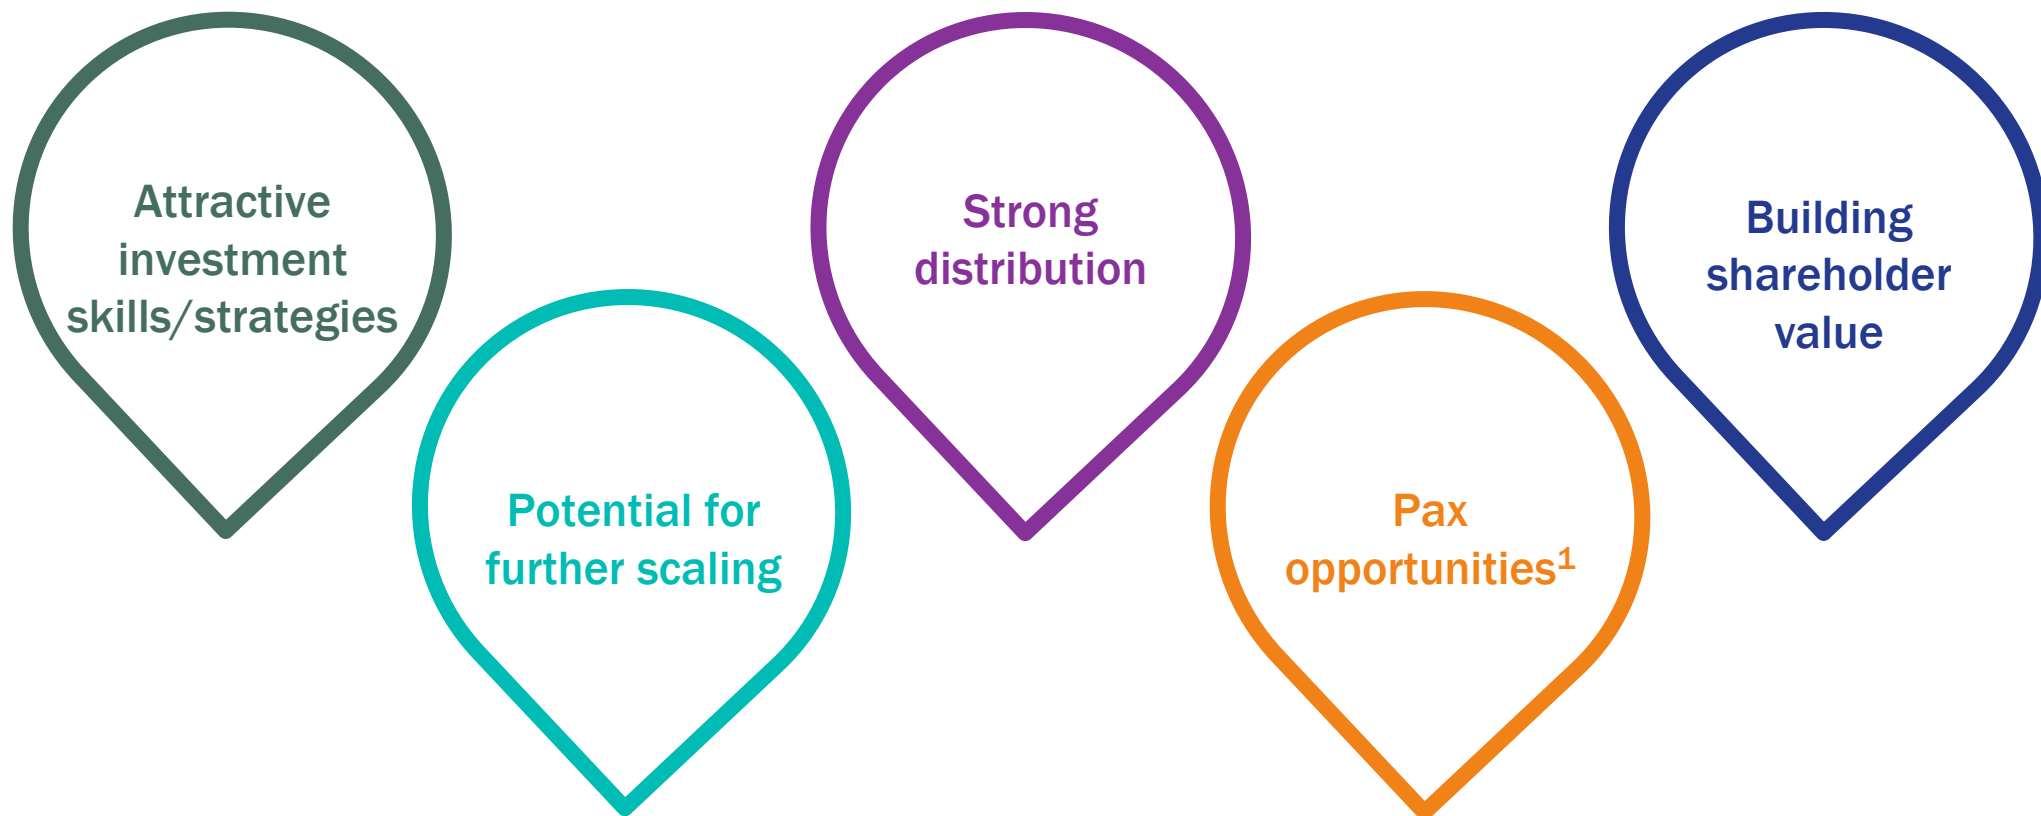 Attractive
investment
skills/strategies
Potential for
further scaling
Strong
distribution
Pax
opportunities¹
Building
shareholder
value